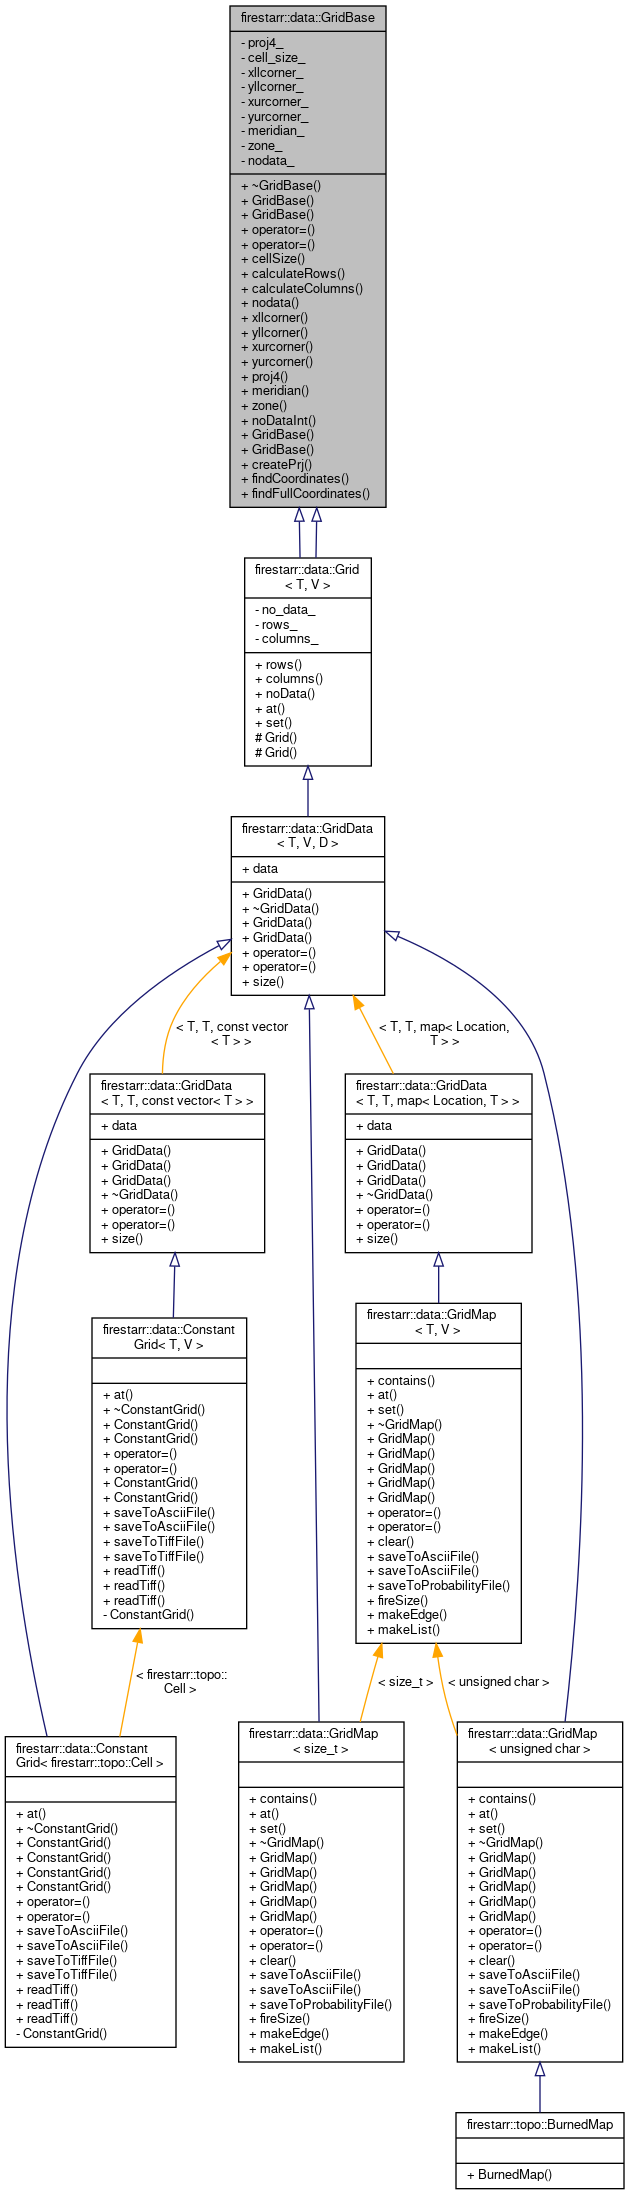 firestarr::data::GridBase
- proj4_
- cell_size_
- xllcorner_
- yllcorner_
- xurcorner_
- yurcorner_
- meridian_
- zone_
- nodata_
+ ~GridBase()
+ GridBase()
+ GridBase()
+ operator=()
+ operator=()
+ cellSize()
+ calculateRows()
+ calculateColumns()
+ nodata()
+ xllcorner()
+ yllcorner()
+ xurcorner()
+ yurcorner()
+ proj4()
+ meridian()
+ zone()
+ noDataInt()
+ GridBase()
+ GridBase()
+ createPrj()
+ findCoordinates()
+ findFullCoordinates()
firestarr::data::Grid
< T, V >
- no_data_
- rows_
- columns_
+ rows()
+ columns()
+ noData()
+ at()
+ set()
# Grid()
# Grid()
firestarr::data::GridData
< T, V, D >
+ data
+ GridData()
+ ~GridData()
+ GridData()
+ GridData()
+ operator=()
+ operator=()
+ size()
< T, T, const vector
< T > >
< T, T, map< Location,
T > >
firestarr::data::GridData
< T, T, const vector< T > >
+ data
+ GridData()
+ GridData()
+ GridData()
+ ~GridData()
+ operator=()
+ operator=()
+ size()
firestarr::data::GridData
< T, T, map< Location, T > >
+ data
+ GridData()
+ GridData()
+ GridData()
+ ~GridData()
+ operator=()
+ operator=()
+ size()
firestarr::data::Constant
Grid< T, V >
+ at()
+ ~ConstantGrid()
+ ConstantGrid()
+ ConstantGrid()
+ operator=()
+ operator=()
+ ConstantGrid()
+ ConstantGrid()
+ saveToAsciiFile()
+ saveToAsciiFile()
+ saveToTiffFile()
+ saveToTiffFile()
+ readTiff()
+ readTiff()
+ readTiff()
- ConstantGrid()
firestarr::data::GridMap
< T, V >
+ contains()
+ at()
+ set()
+ ~GridMap()
+ GridMap()
+ GridMap()
+ GridMap()
+ GridMap()
+ GridMap()
+ operator=()
+ operator=()
+ clear()
+ saveToAsciiFile()
+ saveToAsciiFile()
+ saveToProbabilityFile()
+ fireSize()
+ makeEdge()
+ makeList()
< firestarr::topo::
Cell >
< size_t >
< unsigned char >
firestarr::data::Constant
Grid< firestarr::topo::Cell >
+ at()
+ ~ConstantGrid()
+ ConstantGrid()
+ ConstantGrid()
+ ConstantGrid()
+ ConstantGrid()
+ operator=()
+ operator=()
+ saveToAsciiFile()
+ saveToAsciiFile()
+ saveToTiffFile()
+ saveToTiffFile()
+ readTiff()
+ readTiff()
+ readTiff()
- ConstantGrid()
firestarr::data::GridMap
< size_t >
+ contains()
+ at()
+ set()
+ ~GridMap()
+ GridMap()
+ GridMap()
+ GridMap()
+ GridMap()
+ GridMap()
+ operator=()
+ operator=()
+ clear()
+ saveToAsciiFile()
+ saveToAsciiFile()
+ saveToProbabilityFile()
+ fireSize()
+ makeEdge()
+ makeList()
firestarr::data::GridMap
< unsigned char >
+ contains()
+ at()
+ set()
+ ~GridMap()
+ GridMap()
+ GridMap()
+ GridMap()
+ GridMap()
+ GridMap()
+ operator=()
+ operator=()
+ clear()
+ saveToAsciiFile()
+ saveToAsciiFile()
+ saveToProbabilityFile()
+ fireSize()
+ makeEdge()
+ makeList()
firestarr::topo::BurnedMap
+ BurnedMap()